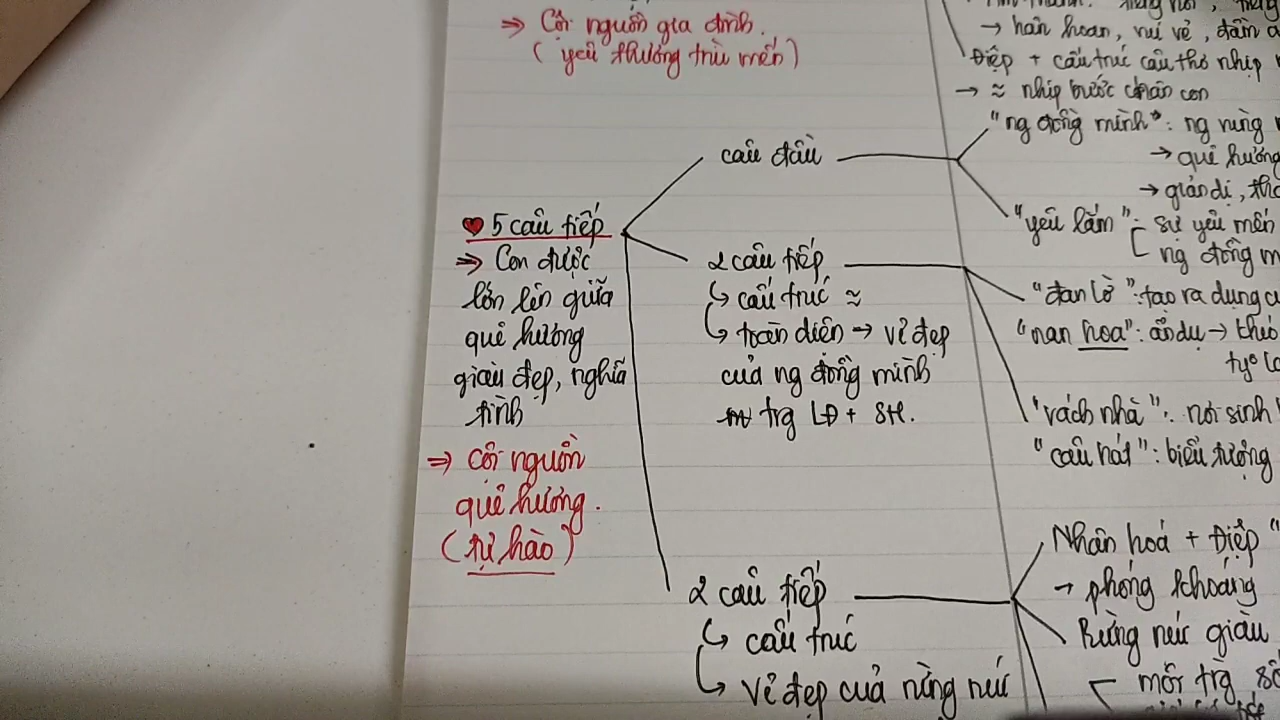 ⇒ Cội nguồn gia đình.
( yêu thương trìu mến)
→ hân hoan, vui vẻ, đầm
Điệp + cấu trúc câu thơ nhịp
→ ≈ nhịp bước chân con
câu đầu
"ng đồng mình": ng vùng
→ quê hương
→ giản dị,
"yêu lắm": sự yêu mến
ng đồng m
♥ 5 câu tiếp
⇒ Con được
lớn lên giữa
quê hương
giàu đẹp, nghĩa
tình
⇒ Cội nguồn
quê hương.
(tự hào)
2 câu tiếp
↳ cấu trúc ≈
↳ toàn diện → vẻ đẹp
của ng đồng mình
trg LĐ + SH.
"đan lờ": tạo ra dụng c
"nan hoa": ẩn dụ →
"vách nhà": nơi sinh
"câu hát": biểu tượng
2 câu tiếp
↳ cấu trúc
↳ vẻ đẹp của rừng núi
Nhân hoá + Điệp "
→ phóng khoáng
Rừng núi giàu
môi trg